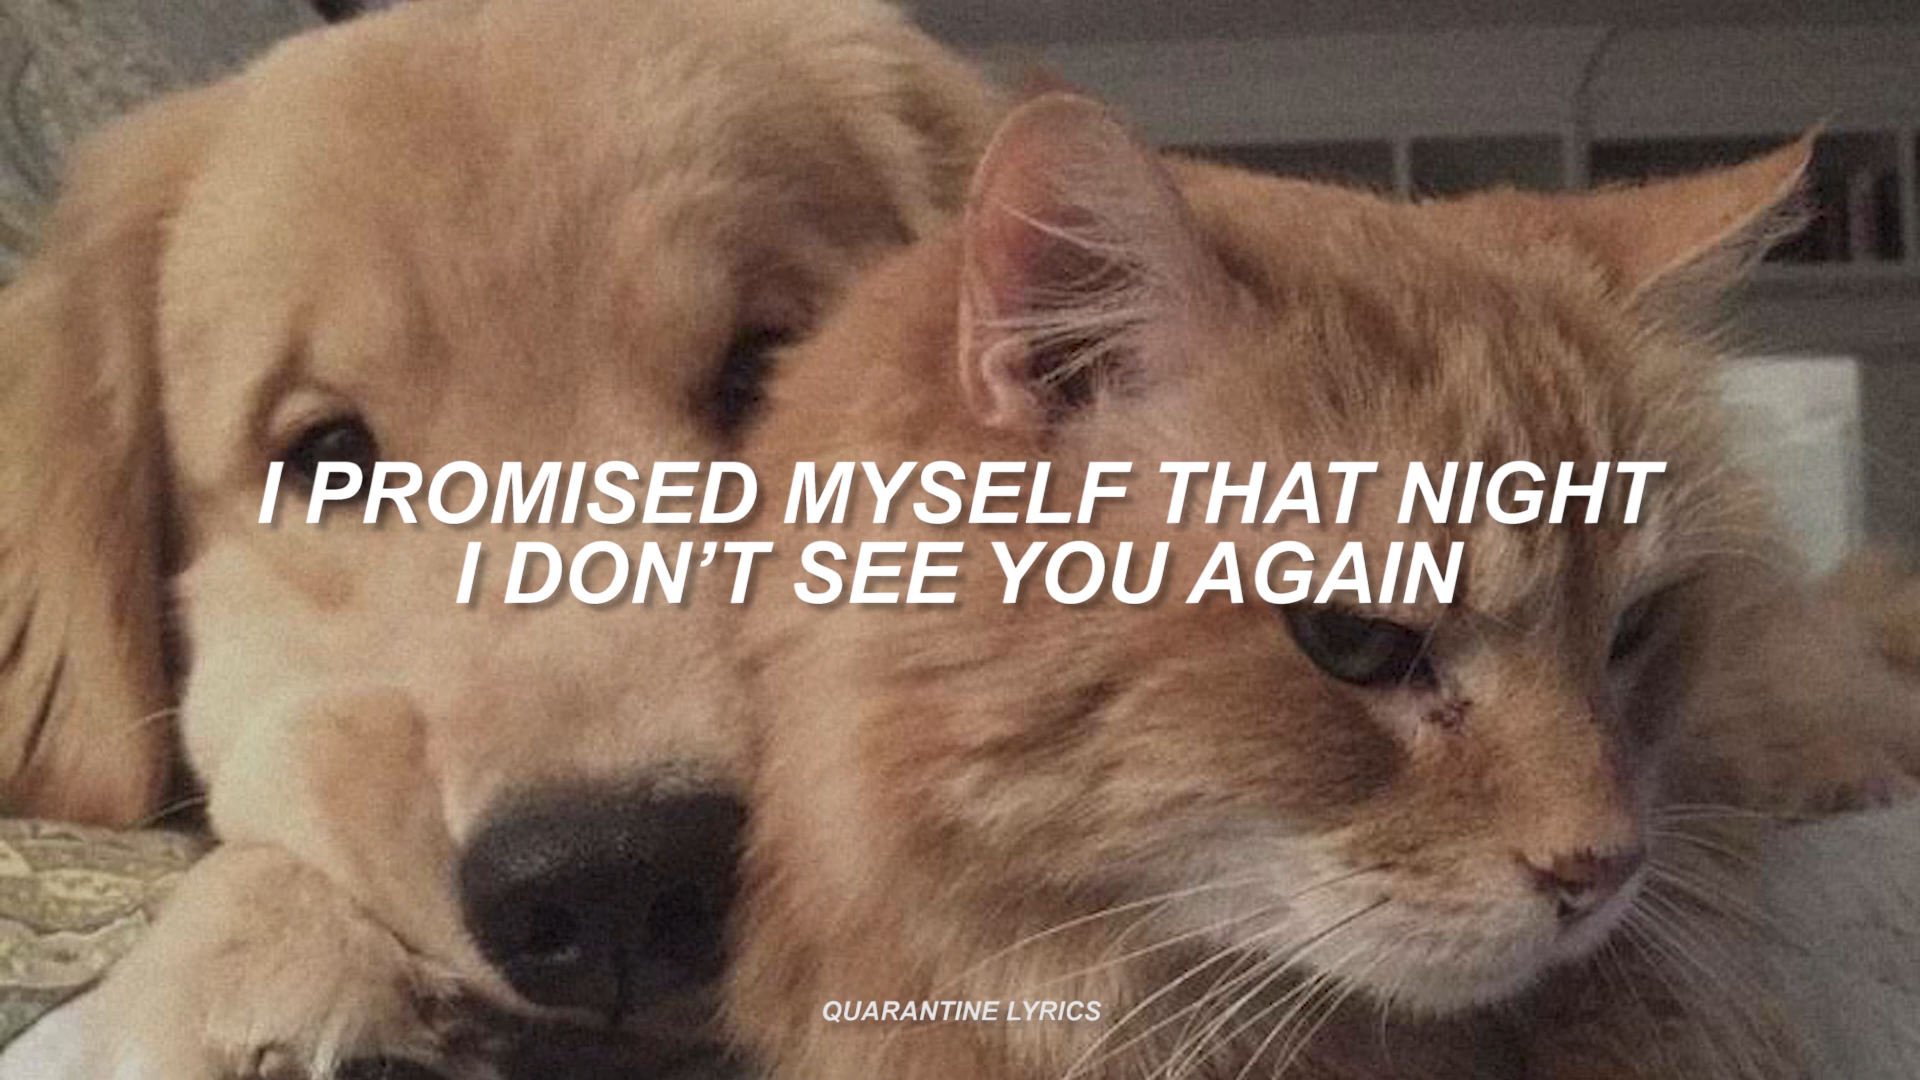 I PROMISED MYSELF THAT NIGHT
I DON’T SEE YOU AGAIN
QUARANTINE LYRICS